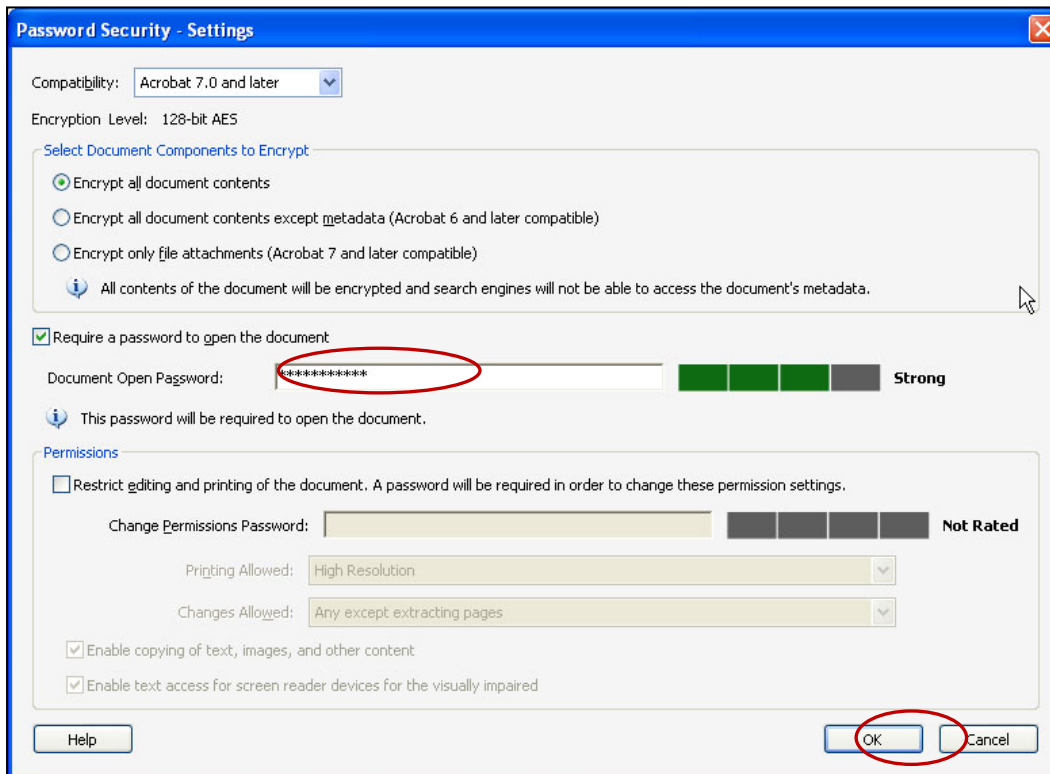 Password Security - Settings
Compatibility: Acrobat 7.0 and later
Encryption Level: 128-bit AES
Select Document Components to Encrypt
Encrypt all document contents
Encrypt all document contents except metadata (Acrobat 6 and later compatible)
Encrypt only file attachments (Acrobat 7 and later compatible)
All contents of the document will be encrypted and search engines will not be able to access the document's metadata.
Require a password to open the document
Document Open Password: *********** Strong
This password will be required to open the document.
Permissions
Restrict editing and printing of the document. A password will be required in order to change these permission settings.
Change Permissions Password: Not Rated
Printing Allowed: High Resolution
Changes Allowed: Any except extracting pages
Enable copying of text, images, and other content
Enable text access for screen reader devices for the visually impaired
Help OK Cancel